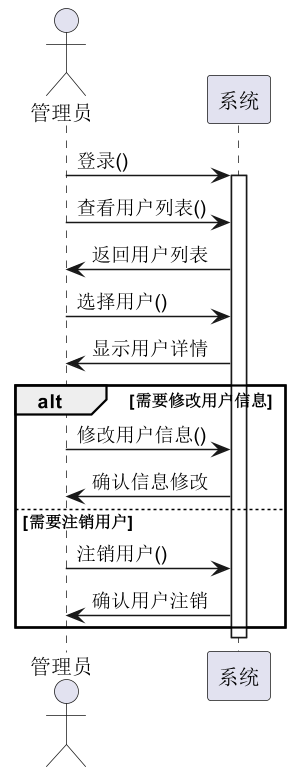 管理员
系统
登录()
查看用户列表()
返回用户列表
选择用户()
显示用户详情
alt [需要修改用户信息]
修改用户信息()
确认信息修改
[需要注销用户]
注销用户()
确认用户注销
管理员
系统